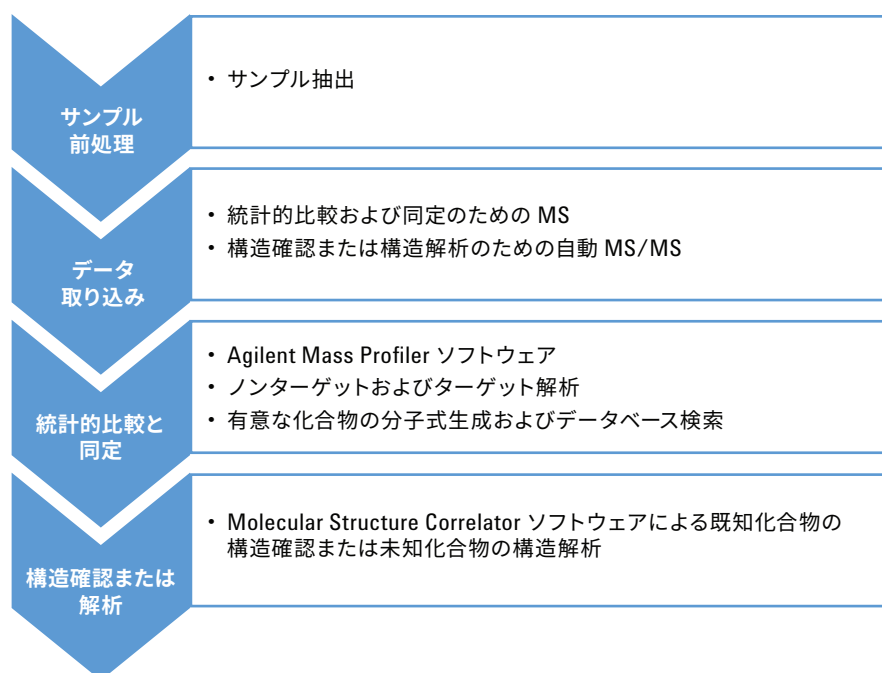 サンプル
前処理
• サンプル抽出
データ
取り込み
• 統計的比較および同定のための MS
• 構造確認または構造解析のための自動 MS/MS
統計的比較と
同定
• Agilent Mass Profiler ソフトウェア
• ノンターゲットおよびターゲット解析
• 有意な化合物の分子式生成およびデータベース検索
構造確認または
解析
• Molecular Structure Correlator ソフトウェアによる既知化合物の
構造確認または未知化合物の構造解析